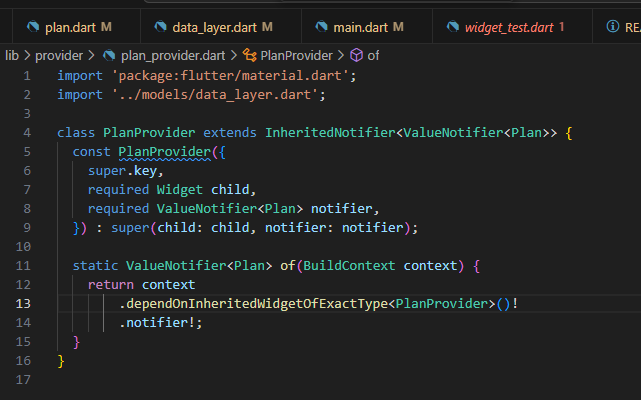 plan.dart M data_layer.dart M main.dart M widget_test.dart 1 REA
lib > provider > plan_provider.dart > PlanProvider > of
1 import 'package:flutter/material.dart';
2 import '../models/data_layer.dart';
3
4 class PlanProvider extends InheritedNotifier<ValueNotifier<Plan>> {
5 const PlanProvider({
6 super.key,
7 required Widget child,
8 required ValueNotifier<Plan> notifier,
9 }) : super(child: child, notifier: notifier);
10
11 static ValueNotifier<Plan> of(BuildContext context) {
12 return context
13 .dependOnInheritedWidgetOfExactType<PlanProvider>()!
14 .notifier!;
15 }
16 }
17